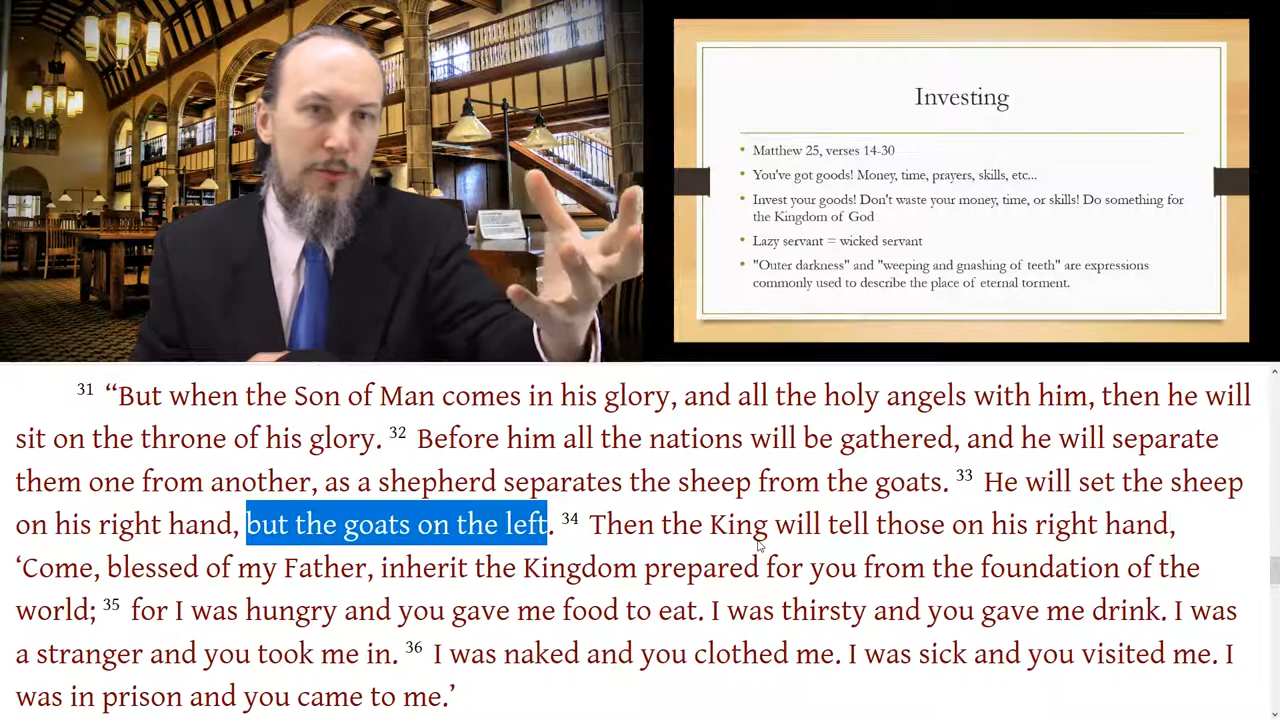 Investing
• Matthew 25, verses 14-30
• You've got goods! Money, time, prayers, skills, etc...
• Invest your goods! Don't waste your money, time, or skills! Do something for
the Kingdom of God
• Lazy servant = wicked servant
• "Outer darkness" and "weeping and gnashing of teeth" are expressions
commonly used to describe the place of eternal torment.
31 “But when the Son of Man comes in his glory, and all the holy angels with him, then he will
sit on the throne of his glory. 32 Before him all the nations will be gathered, and he will separate
them one from another, as a shepherd separates the sheep from the goats. 33 He will set the sheep
on his right hand, but the goats on the left. 34 Then the King will tell those on his right hand,
‘Come, blessed of my Father, inherit the Kingdom prepared for you from the foundation of the
world; 35 for I was hungry and you gave me food to eat. I was thirsty and you gave me drink. I was
a stranger and you took me in. 36 I was naked and you clothed me. I was sick and you visited me. I
was in prison and you came to me.’